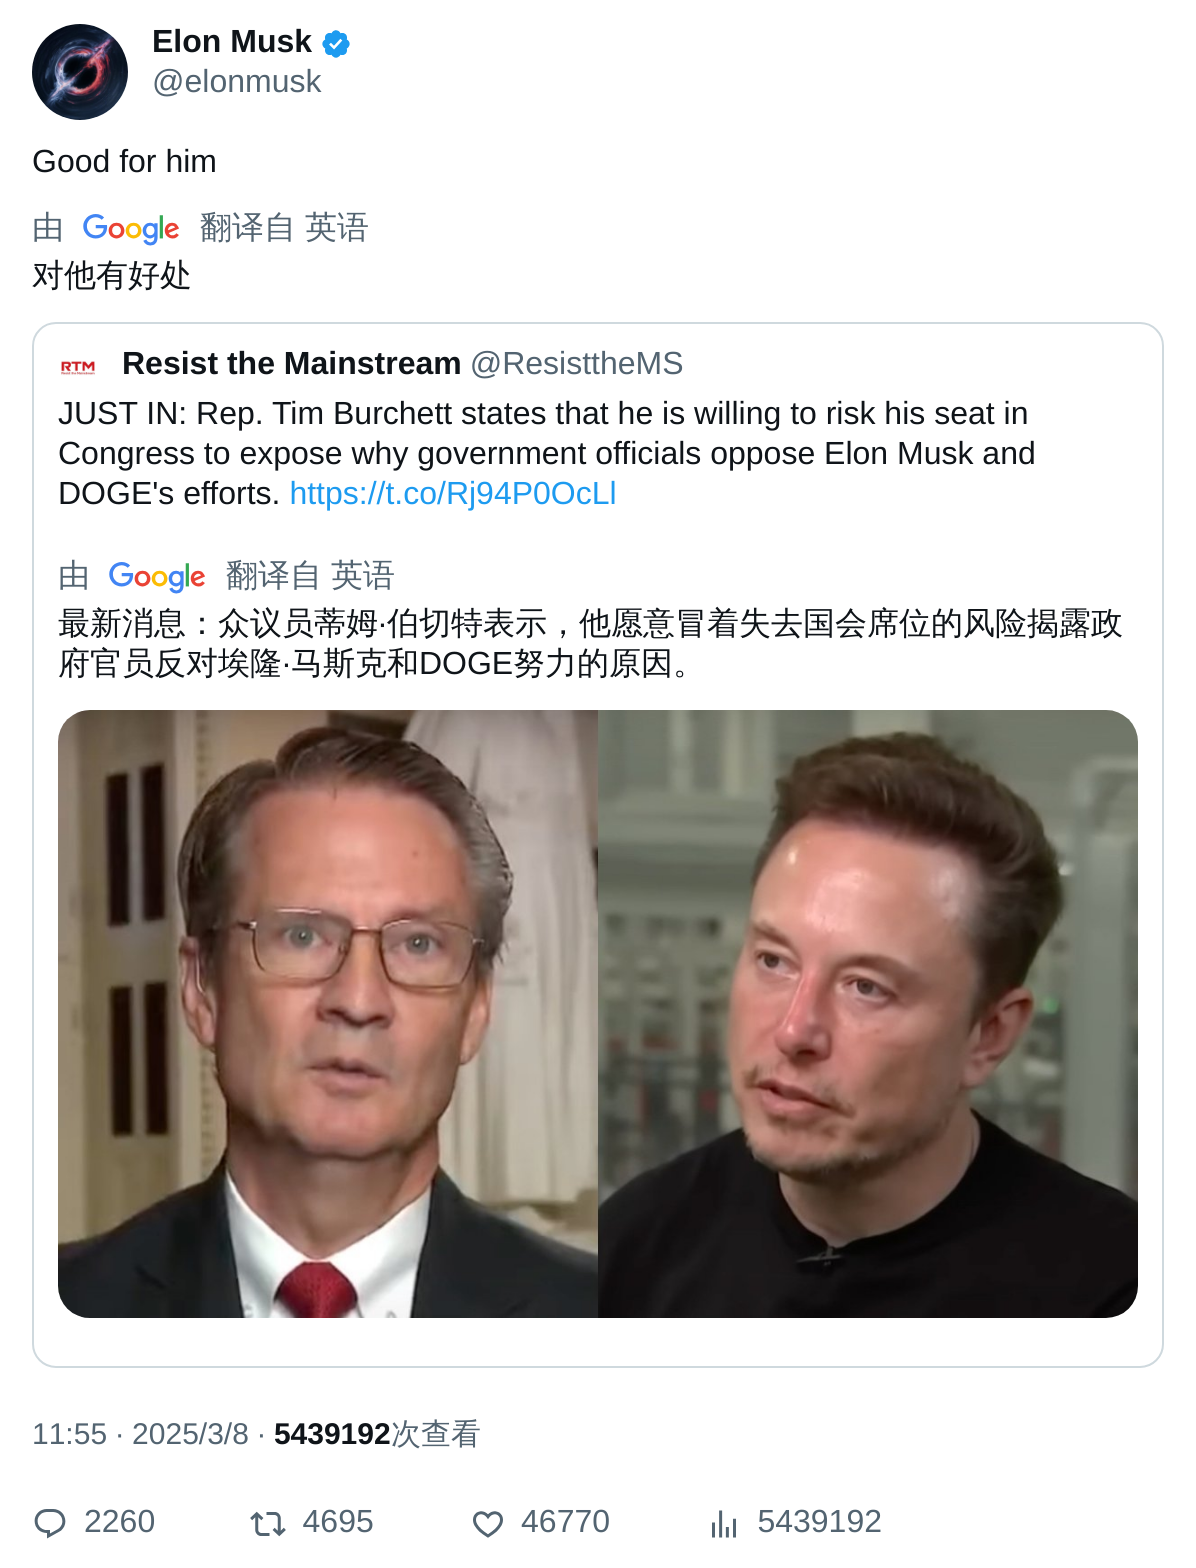 Elon Musk
@elonmusk
Good for him
由 Google 翻译自 英语
对他有好处
RTM
Resist the Mainstream @ResisttheMS
JUST IN: Rep. Tim Burchett states that he is willing to risk his seat in
Congress to expose why government officials oppose Elon Musk and
DOGE's efforts. https://t.co/Rj94P0OcLl
由 Google 翻译自 英语
最新消息：众议员蒂姆·伯切特表示，他愿意冒着失去国会席位的风险揭露政
府官员反对埃隆·马斯克和DOGE努力的原因。
11:55 · 2025/3/8 · 5439192次查看
2260 4695 46770 5439192